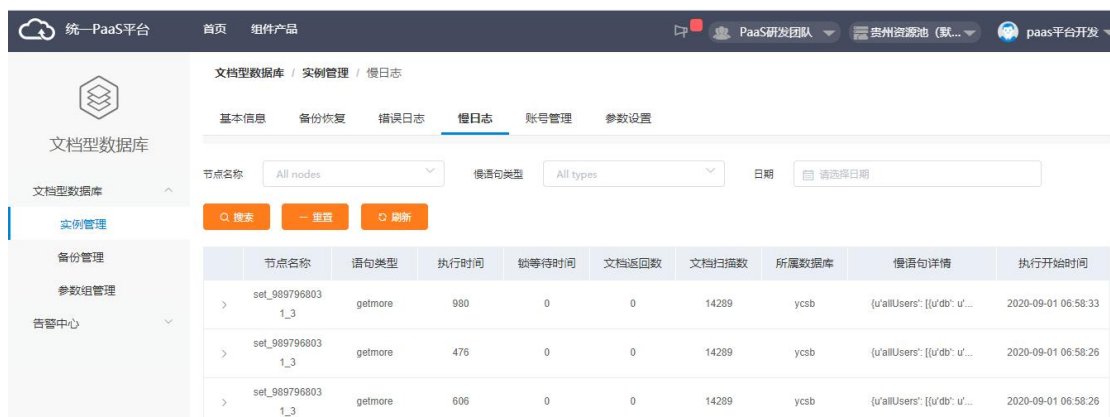 统一PaaS平台 首页 组件产品 PaaS研发团队 贵州资源池（默... paas平台开发
文档型数据库 / 实例管理 / 慢日志
基本信息 备份恢复 错误日志 慢日志 账号管理 参数设置
文档型数据库
节点名称 All nodes 慢语句类型 All types 日期 请选择日期
文档型数据库
实例管理
搜索 重置 刷新
备份管理
参数组管理
告警中心
节点名称 语句类型 执行时间 锁等待时间 文档返回数 文档扫描数 所属数据库 慢语句详情 执行开始时间
set_989796803
1_3 getmore 980 0 0 14289 ycsb {u'allUsers': [{u'db': u'... 2020-09-01 06:58:33
set_989796803
1_3 getmore 476 0 0 14289 ycsb {u'allUsers': [{u'db': u'... 2020-09-01 06:58:26
set_989796803
1_3 getmore 606 0 0 14289 ycsb {u'allUsers': [{u'db': u'... 2020-09-01 06:58:26